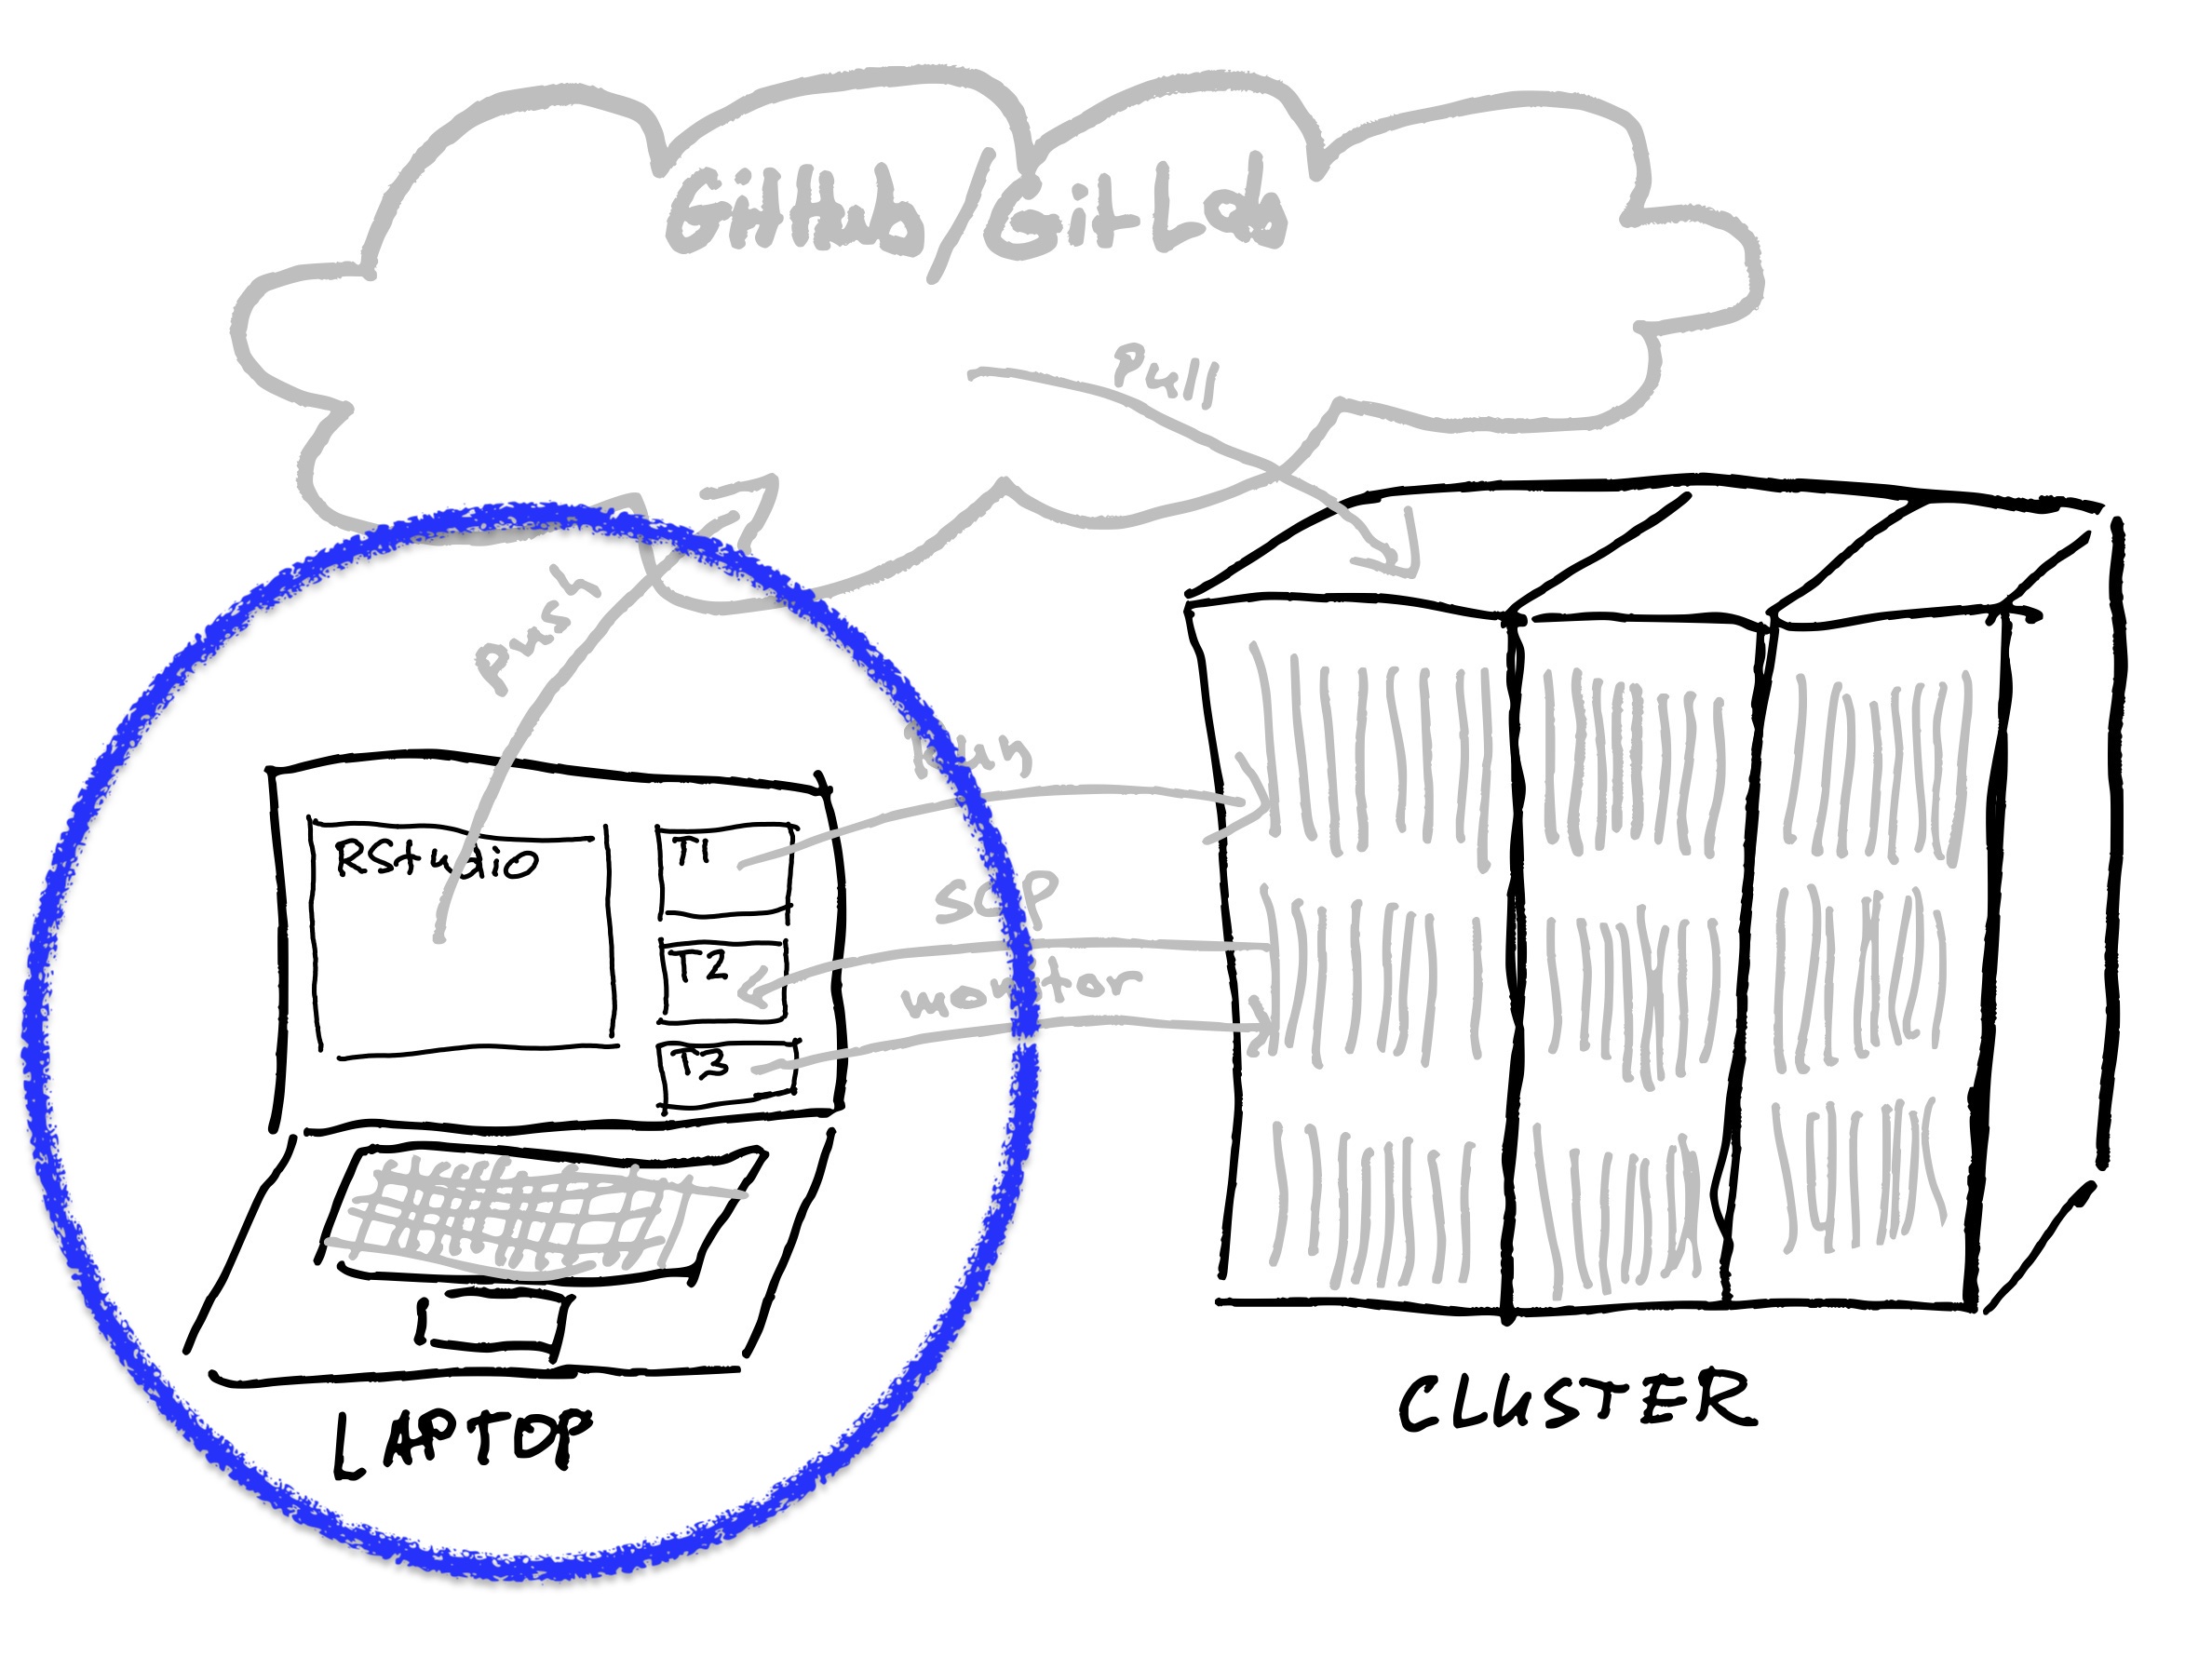 GitHub/GitLab
Pull
Push
Run
RStudio
T1
SCP
T2
monitor
T3
LAPTOP
CLUSTER